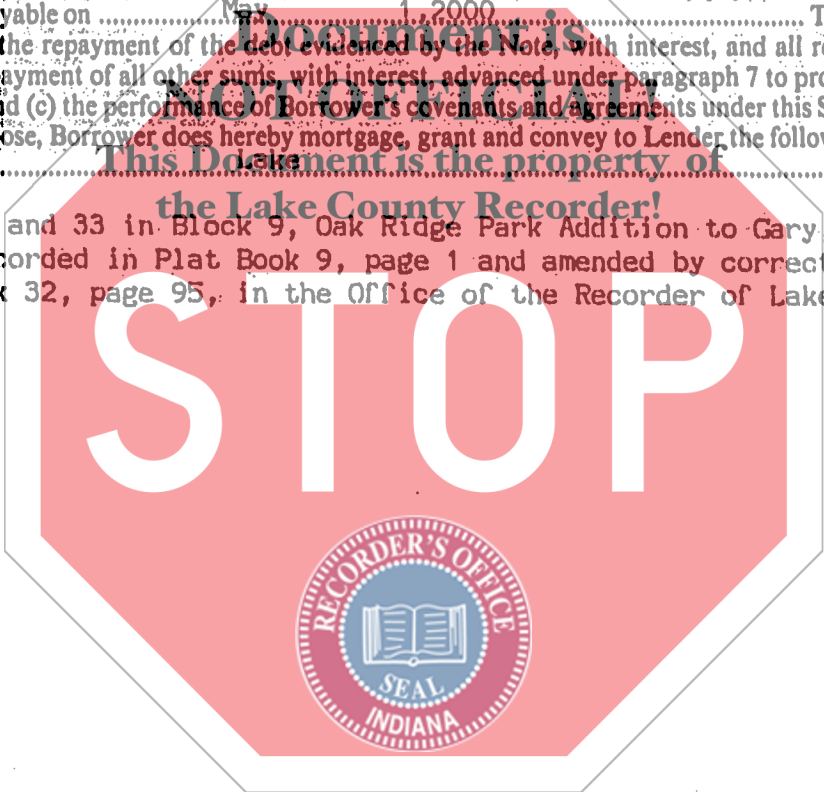 yable on May 1, 2000 T
Document is
the repayment of the debt evidenced by the Note, with interest, and all r
ayment of all other sums, with interest, advanced under paragraph 7 to pro
NOT OFFICIAL!
d (c) the performance of Borrower's covenants and agreements under this S
ose, Borrower does hereby mortgage, grant and convey to Lender the follow
This Document is the property of
Lake
the Lake County Recorder!
and 33 in Block 9, Oak Ridge Park Addition to Gary
orded in Plat Book 9, page 1 and amended by correct
32, page 95, in the Office of the Recorder of Lake
STOP
RECORDER'S OFFICE
SEAL
INDIANA